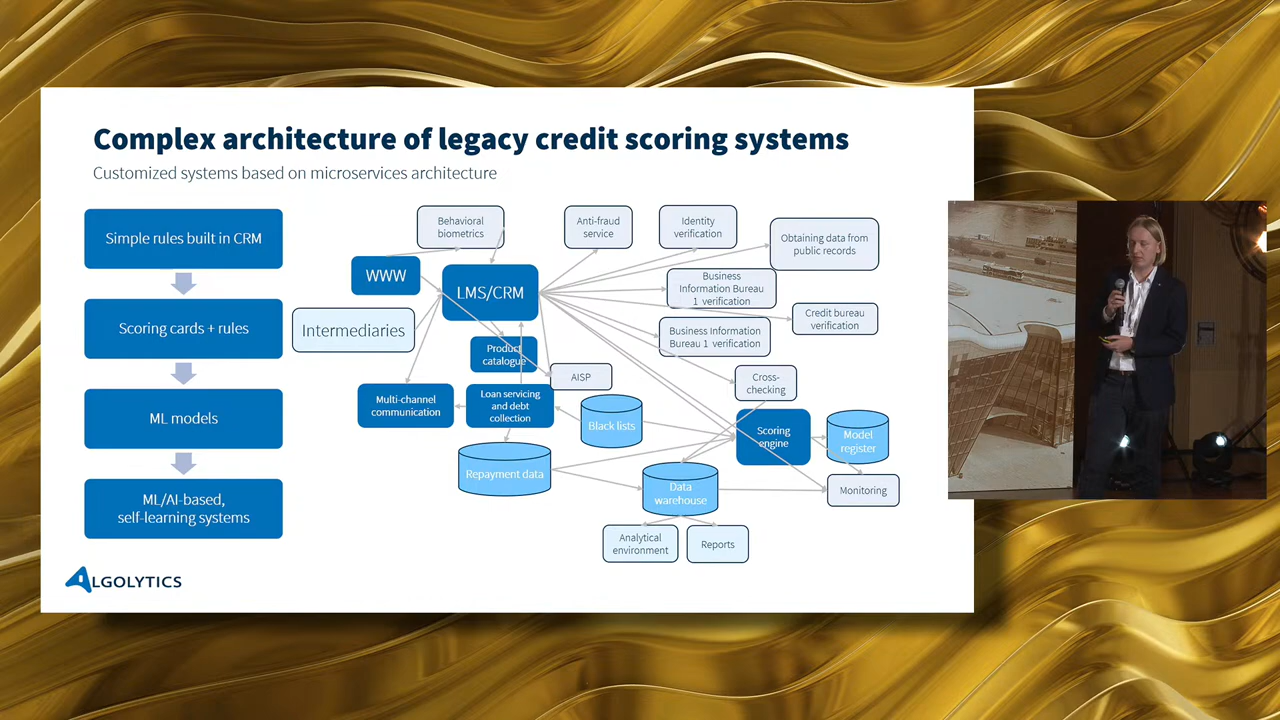 Complex architecture of legacy credit scoring systems
Customized systems based on microservices architecture
Simple rules built in CRM
Scoring cards + rules
ML models
ML/AI-based,
self-learning systems
Behavioral
biometrics
Anti-fraud
service
Identity
verification
Obtaining data from
public records
WWW
LMS/CRM
Business
Information Bureau
1 verification
Intermediaries
Credit bureau
verification
Business Information
Bureau 1 verification
Product
catalogue
AISP
Cross-
checking
Multi-channel
communication
Loan servicing
and debt
collection
Black lists
Scoring
engine
Model
register
Repayment data
Data
warehouse
Monitoring
Analytical
environment
Reports
ALGOLYTICS